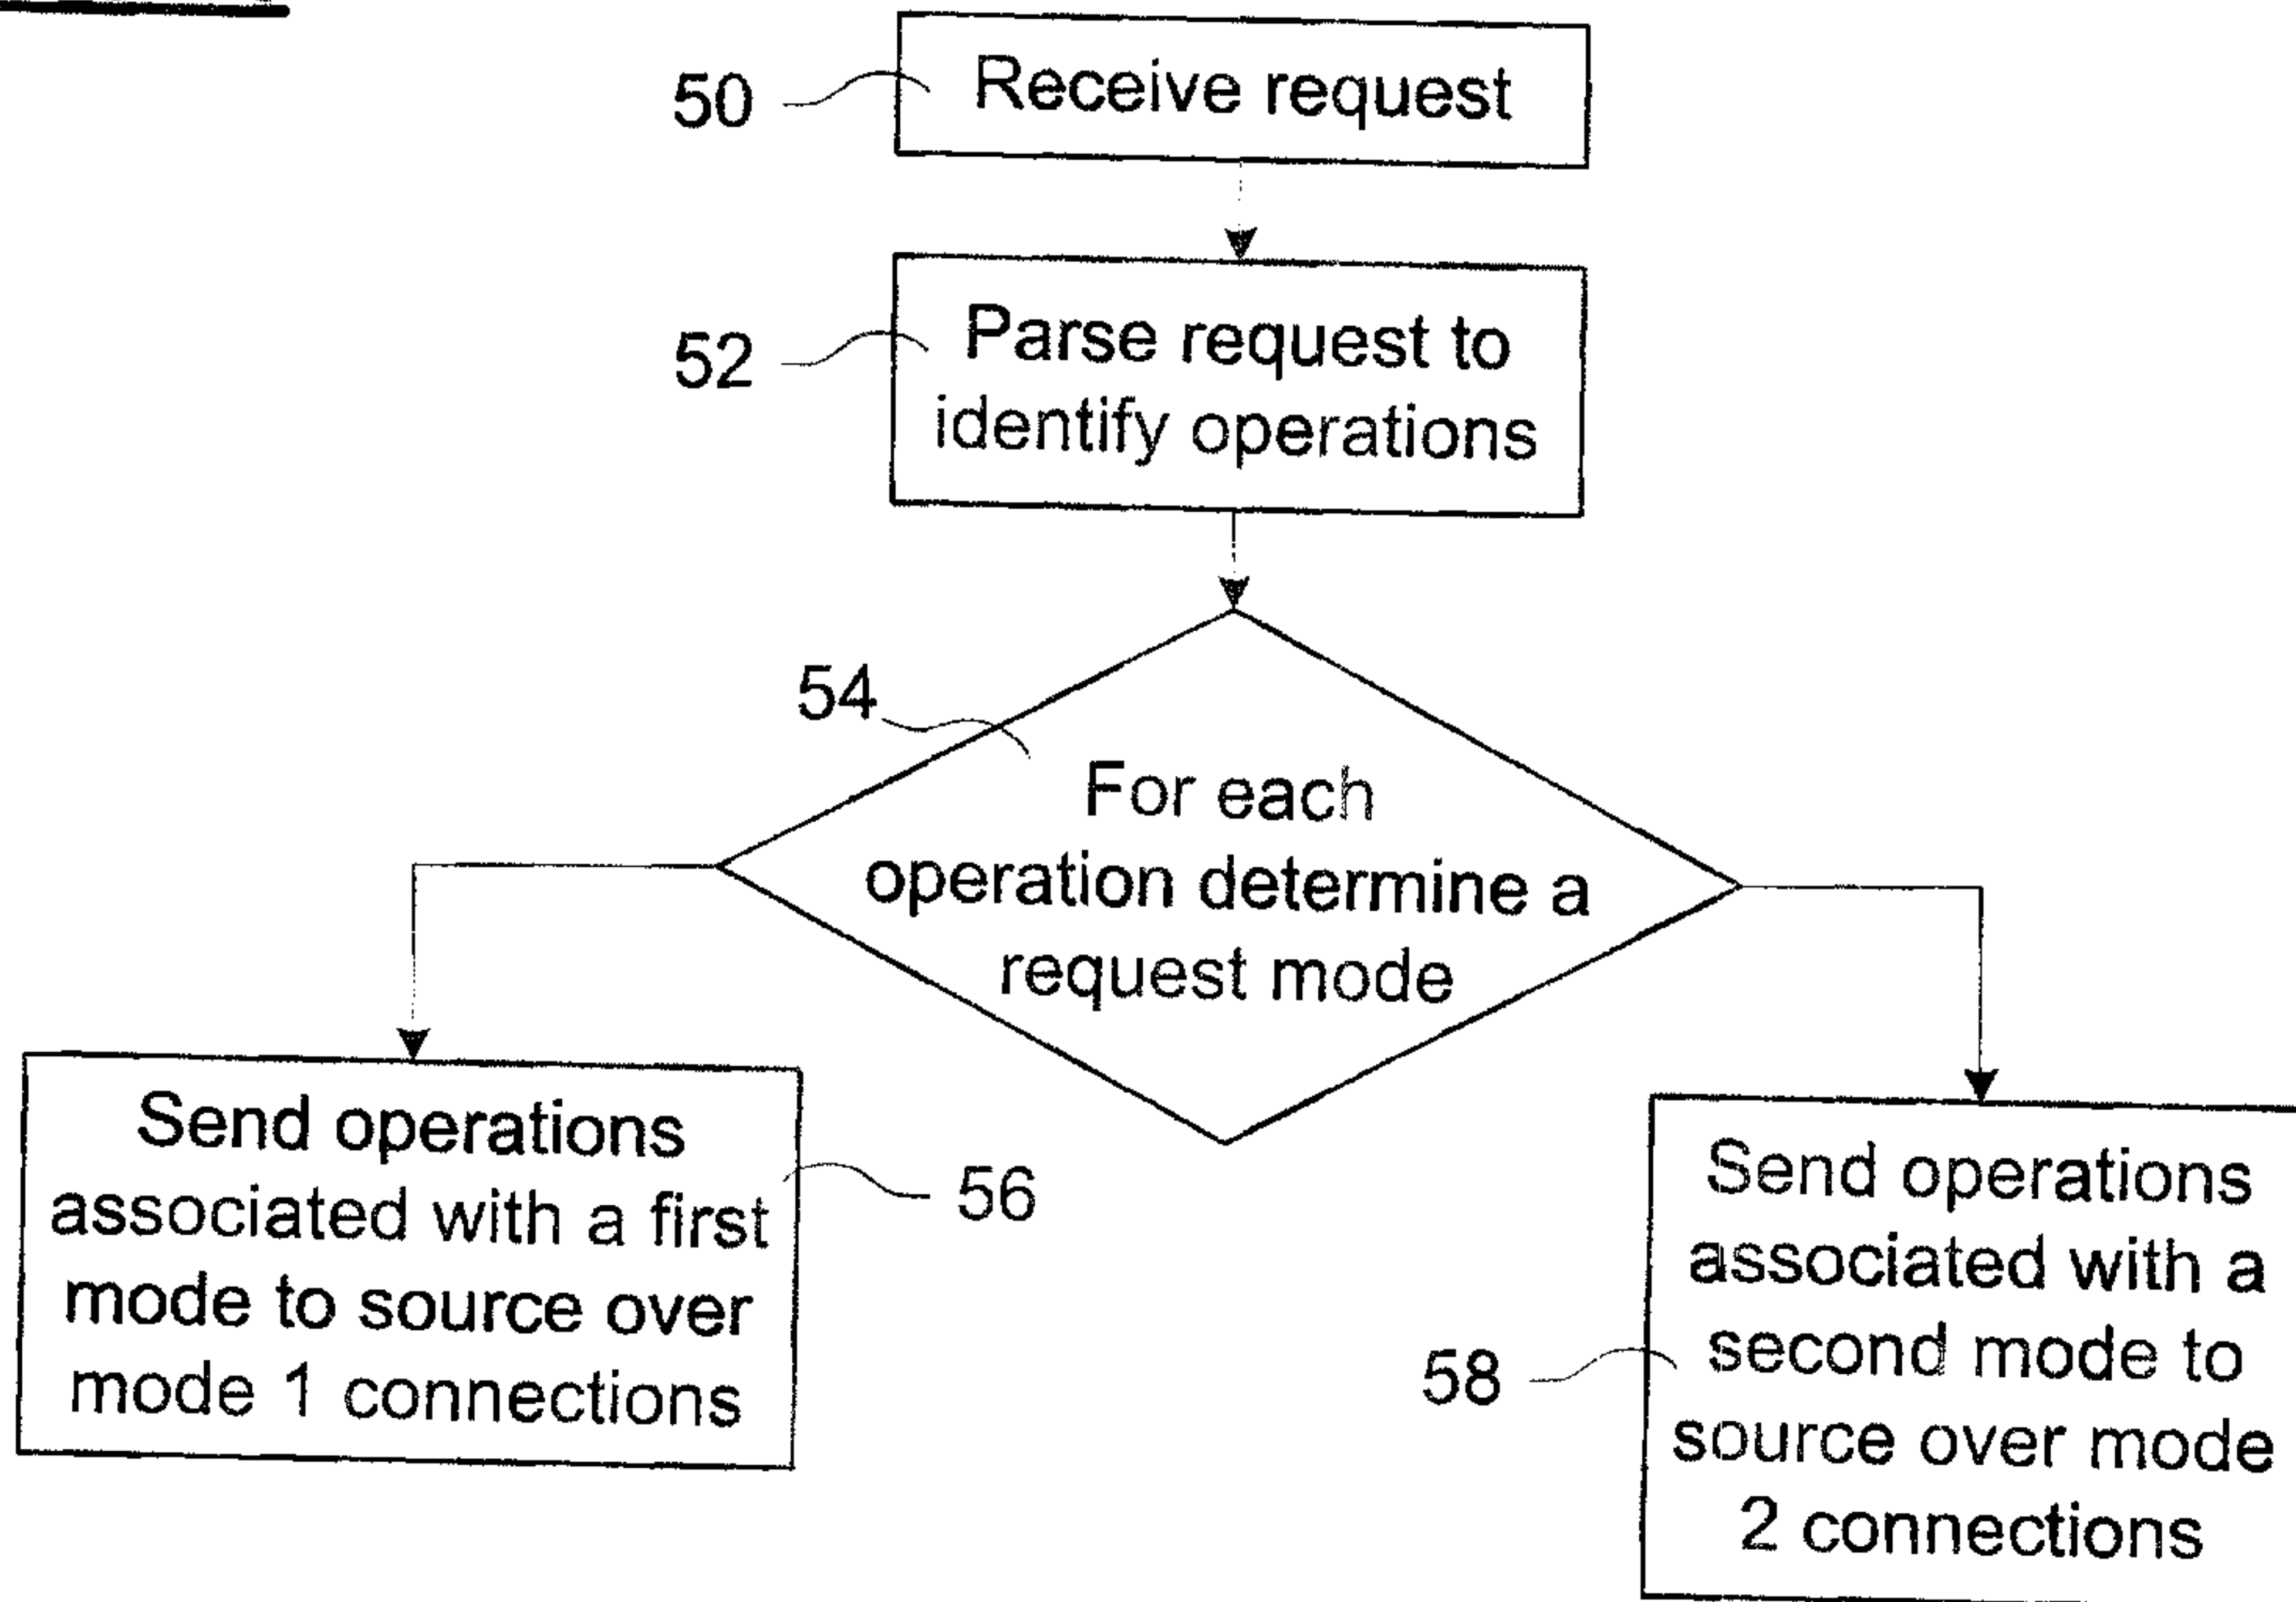 50
Receive request
52
Parse request to
identify operations
54
For each
operation determine a
request mode
Send operations
associated with a first
mode to source over
mode 1 connections
56
58
Send operations
associated with a
second mode to
source over mode
2 connections